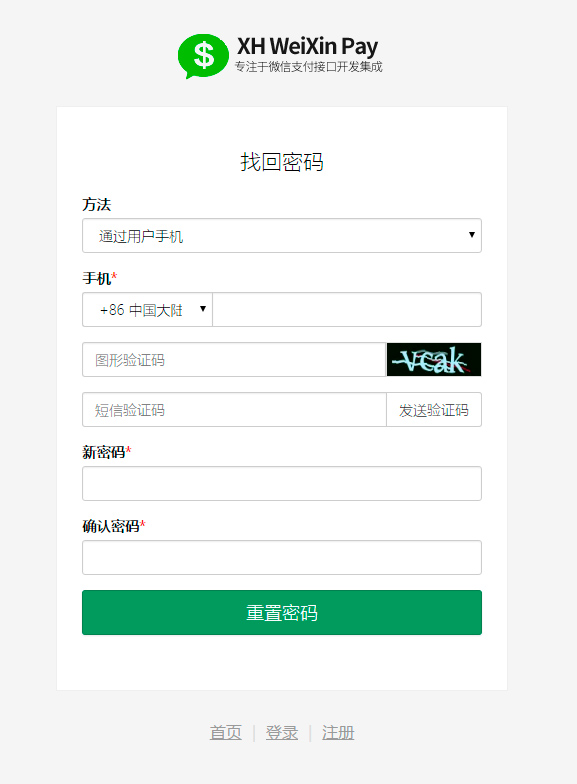 XH WeiXin Pay
专注于微信支付接口开发集成
找回密码
方法
通过用户手机
手机*
+86 中国大陆
图形验证码
vcak
短信验证码 发送验证码
新密码*
确认密码*
重置密码
首页 | 登录 | 注册